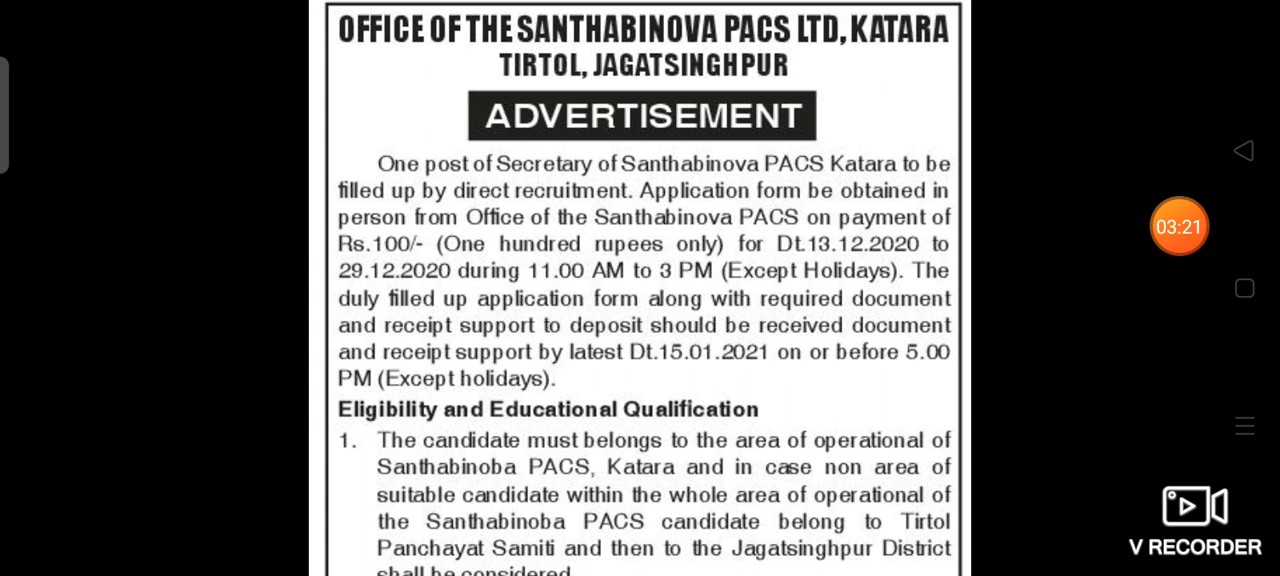 OFFICE OF THE SANTHABINOVA PACS LTD, KATARA
TIRTOL, JAGATSINGHPUR
ADVERTISEMENT
One post of Secretary of Santhabinova PACS Katara to be
filled up by direct recruitment. Application form be obtained in
person from Office of the Santhabinova PACS on payment of
Rs.100/- (One hundred rupees only) for Dt.13.12.2020 to
29.12.2020 during 11.00 AM to 3 PM (Except Holidays). The
duly filled up application form along with required document
and receipt support to deposit should be received document
and receipt support by latest Dt.15.01.2021 on or before 5.00
PM (Except holidays).
Eligibility and Educational Qualification
1. The candidate must belongs to the area of operational of
Santhabinoba PACS, Katara and in case non area of
suitable candidate within the whole area of operational of
the Santhabinoba PACS candidate belong to Tirtol
Panchayat Samiti and then to the Jagatsinghpur District
shall be considered
03:21
V RECORDER